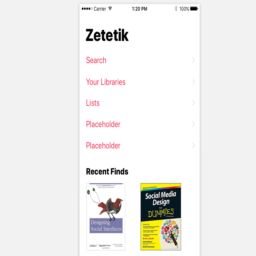 Carrier 1:20 PM 100%
Zetetik
Search
Your Libraries
Lists
Placeholder
Placeholder
Recent Finds
Designing
Social Interfaces
Social Media
Design
FOR
DUMMIES